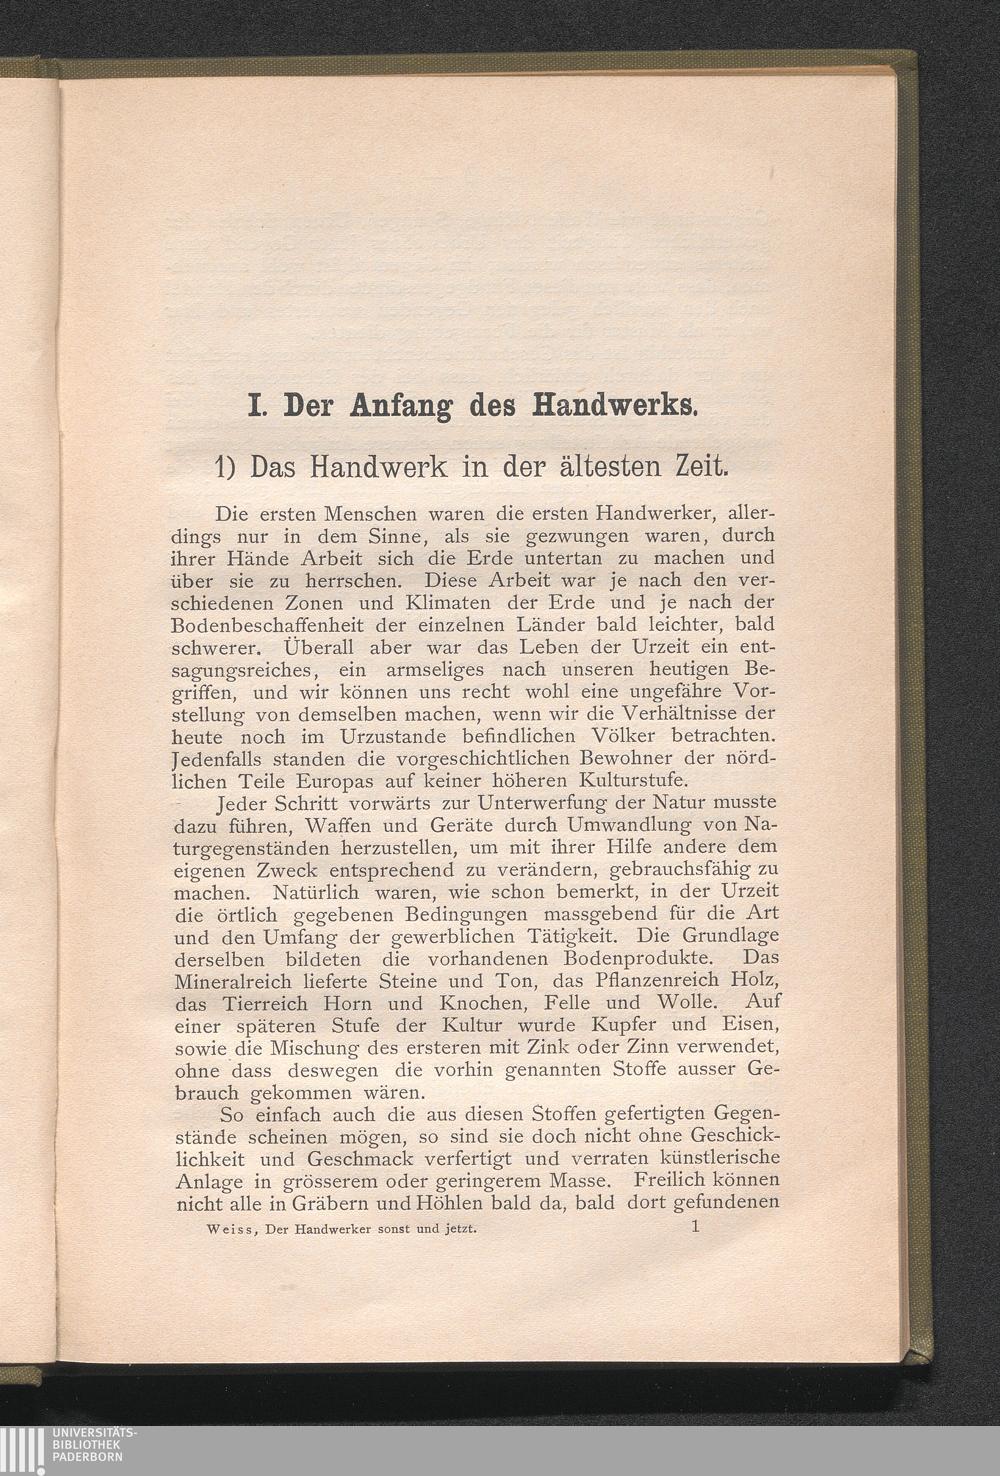 I. Der Anfang des Handwerks.
1) Das Handwerk in der ältesten Zeit.
Die ersten Menschen waren die ersten Handwerker, aller-
dings nur in dem Sinne, als sie gezwungen waren, durch
ihrer Hände Arbeit sich die Erde untertan zu machen und
über sie zu herrschen. Diese Arbeit war je nach den ver-
schiedenen Zonen und Klimaten der Erde und je nach der
Bodenbeschaffenheit der einzelnen Länder bald leichter, bald
schwerer. Überall aber war das Leben der Urzeit ein ent-
sagungsreiches, ein armseliges nach unseren heutigen Be-
griffen, und wir können uns recht wohl eine ungefähre Vor-
stellung von demselben machen, wenn wir die Verhältnisse der
heute noch im Urzustande befindlichen Völker betrachten.
Jedenfalls standen die vorgeschichtlichen Bewohner der nörd-
lichen Teile Europas auf keiner höheren Kulturstufe.
Jeder Schritt vorwärts zur Unterwerfung der Natur musste
dazu führen, Waffen und Geräte durch Umwandlung von Na-
turgegenständen herzustellen, um mit ihrer Hilfe andere dem
eigenen Zweck entsprechend zu verändern, gebrauchsfähig zu
machen. Natürlich waren, wie schon bemerkt, in der Urzeit
die örtlich gegebenen Bedingungen massgebend für die Art
und den Umfang der gewerblichen Tätigkeit. Die Grundlage
derselben bildeten die vorhandenen Bodenprodukte. Das
Mineralreich lieferte Steine und Ton, das Pflanzenreich Holz,
das Tierreich Horn und Knochen, Felle und Wolle. Auf
einer späteren Stufe der Kultur wurde Kupfer und Eisen,
sowie die Mischung des ersteren mit Zink oder Zinn verwendet,
ohne dass deswegen die vorhin genannten Stoffe ausser Ge-
brauch gekommen wären.
So einfach auch die aus diesen Stoffen gefertigten Gegen-
stände scheinen mögen, so sind sie doch nicht ohne Geschick-
lichkeit und Geschmack verfertigt und verraten künstlerische
Anlage in grösserem oder geringerem Masse. Freilich können
nicht alle in Gräbern und Höhlen bald da, bald dort gefundenen
Weiss, Der Handwerker sonst und jetzt. 1
UNIVERSITÄTS-
BIBLIOTHEK
PADERBORN